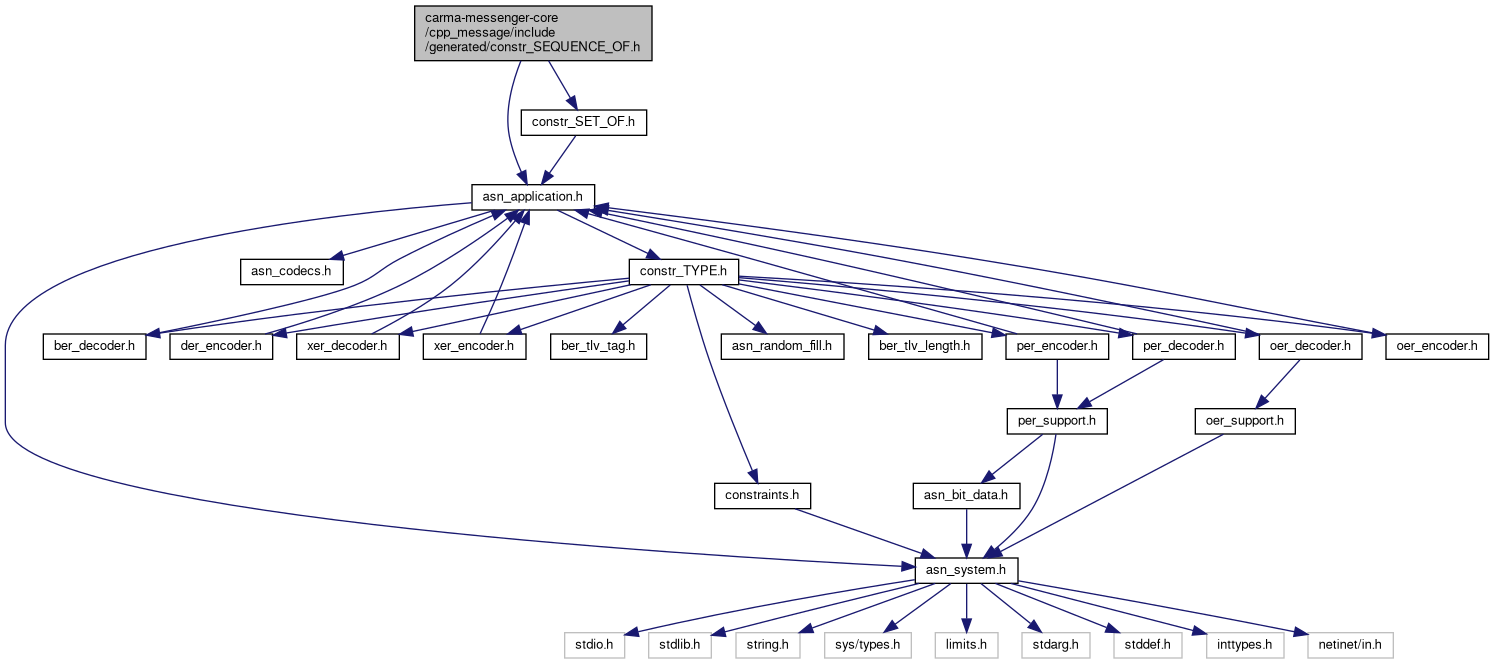 carma-messenger-core
/cpp_message/include
/generated/constr_SEQUENCE_OF.h
constr_SET_OF.h
asn_application.h
asn_codecs.h
constr_TYPE.h
ber_decoder.h
der_encoder.h
xer_decoder.h
xer_encoder.h
ber_tlv_tag.h
asn_random_fill.h
ber_tlv_length.h
per_encoder.h
per_decoder.h
oer_decoder.h
oer_encoder.h
per_support.h
oer_support.h
constraints.h
asn_bit_data.h
asn_system.h
stdio.h
stdlib.h
string.h
sys/types.h
limits.h
stdarg.h
stddef.h
inttypes.h
netinet/in.h